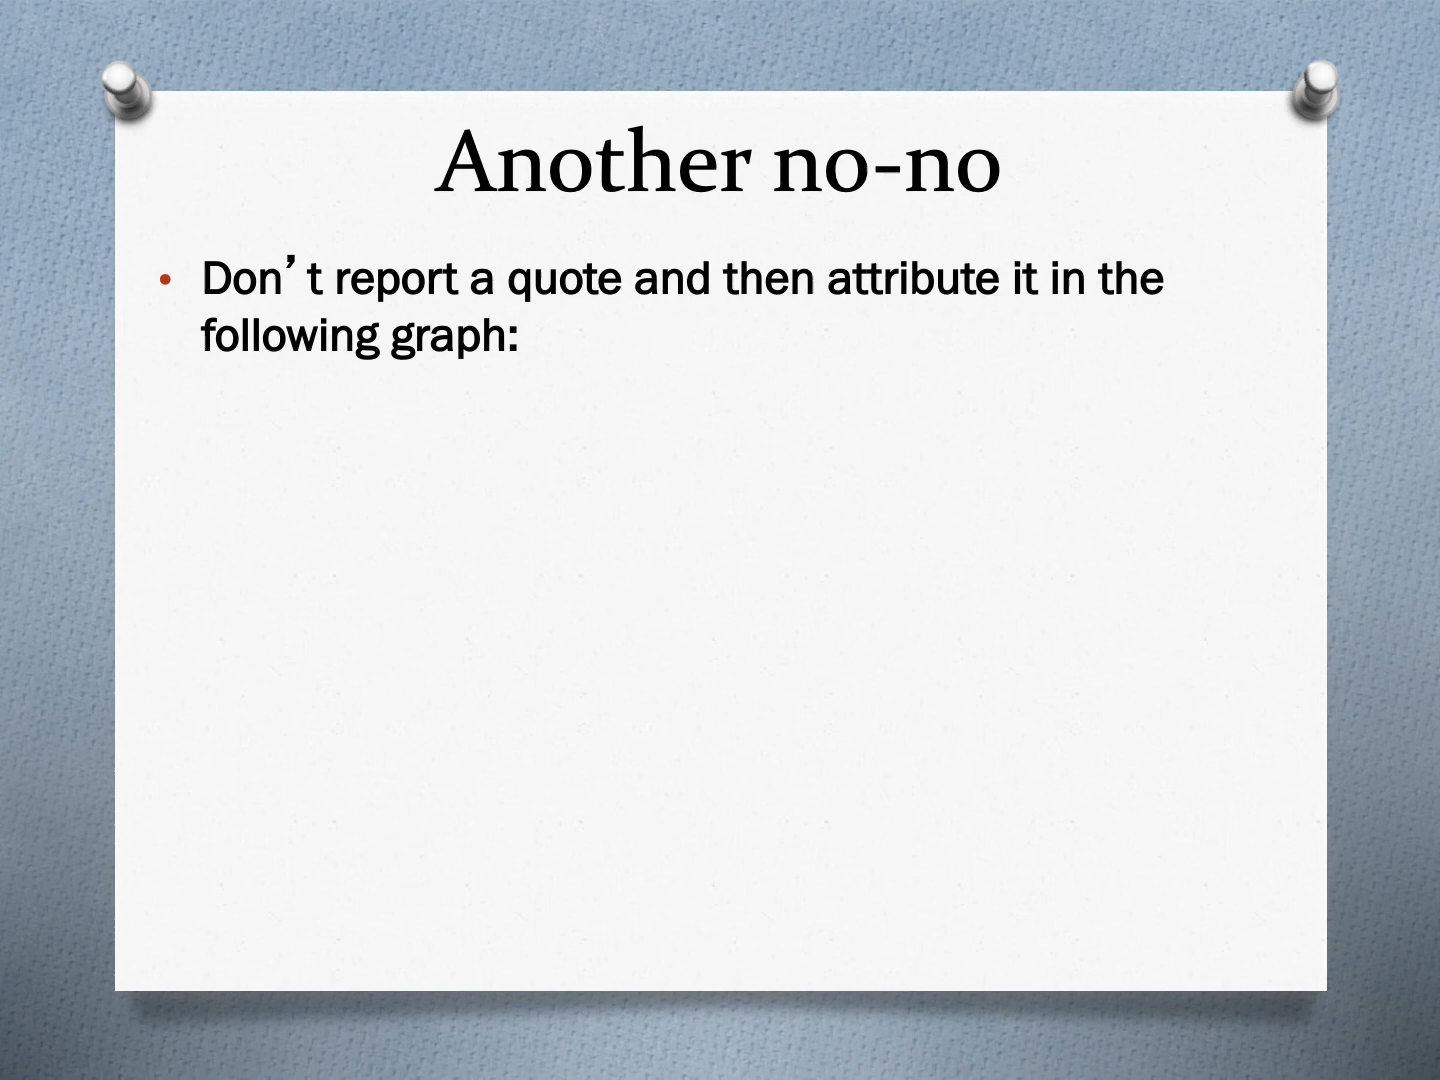 Another no-no
• Don’t report a quote and then attribute it in the
following graph: